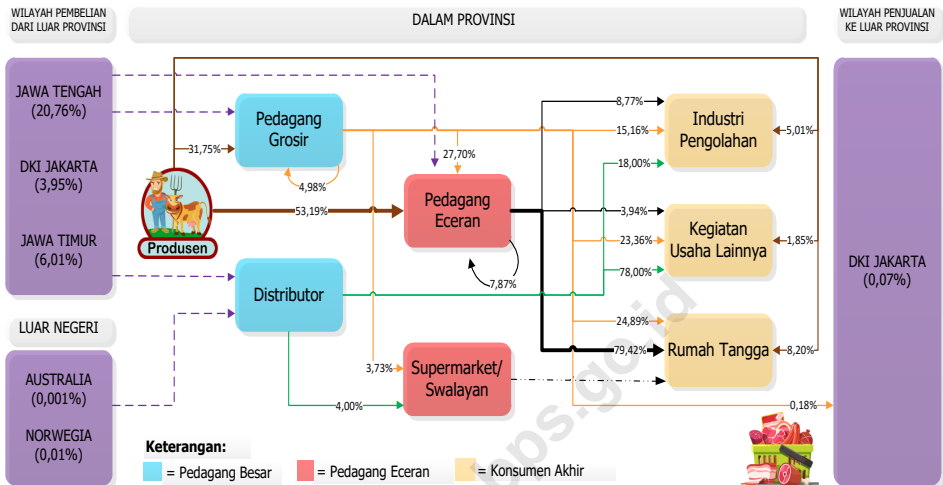 WILAYAH PEMBELIAN
DARI LUAR PROVINSI
DALAM PROVINSI
WILAYAH PENJUALAN
KE LUAR PROVINSI
JAWA TENGAH
(20,76%)
DKI JAKARTA
(3,95%)
JAWA TIMUR
(6,01%)
LUAR NEGERI
AUSTRALIA
(0,001%)
NORWEGIA
(0,01%)
Produsen
31,75%
53,19%
Pedagang
Grosir
4,98%
Distributor
27,70%
Pedagang
Eceran
7,87%
3,73%
4,00%
Supermarket/
Swalayan
8,77%
15,16%
18,00%
Industri
Pengolahan
5,01%
3,94%
23,36%
78,00%
Kegiatan
Usaha Lainnya
1,85%
24,89%
79,42%
Rumah Tangga
8,20%
0,18%
DKI JAKARTA
(0,07%)
Keterangan:
= Pedagang Besar
= Pedagang Eceran
= Konsumen Akhir
bps.go.id